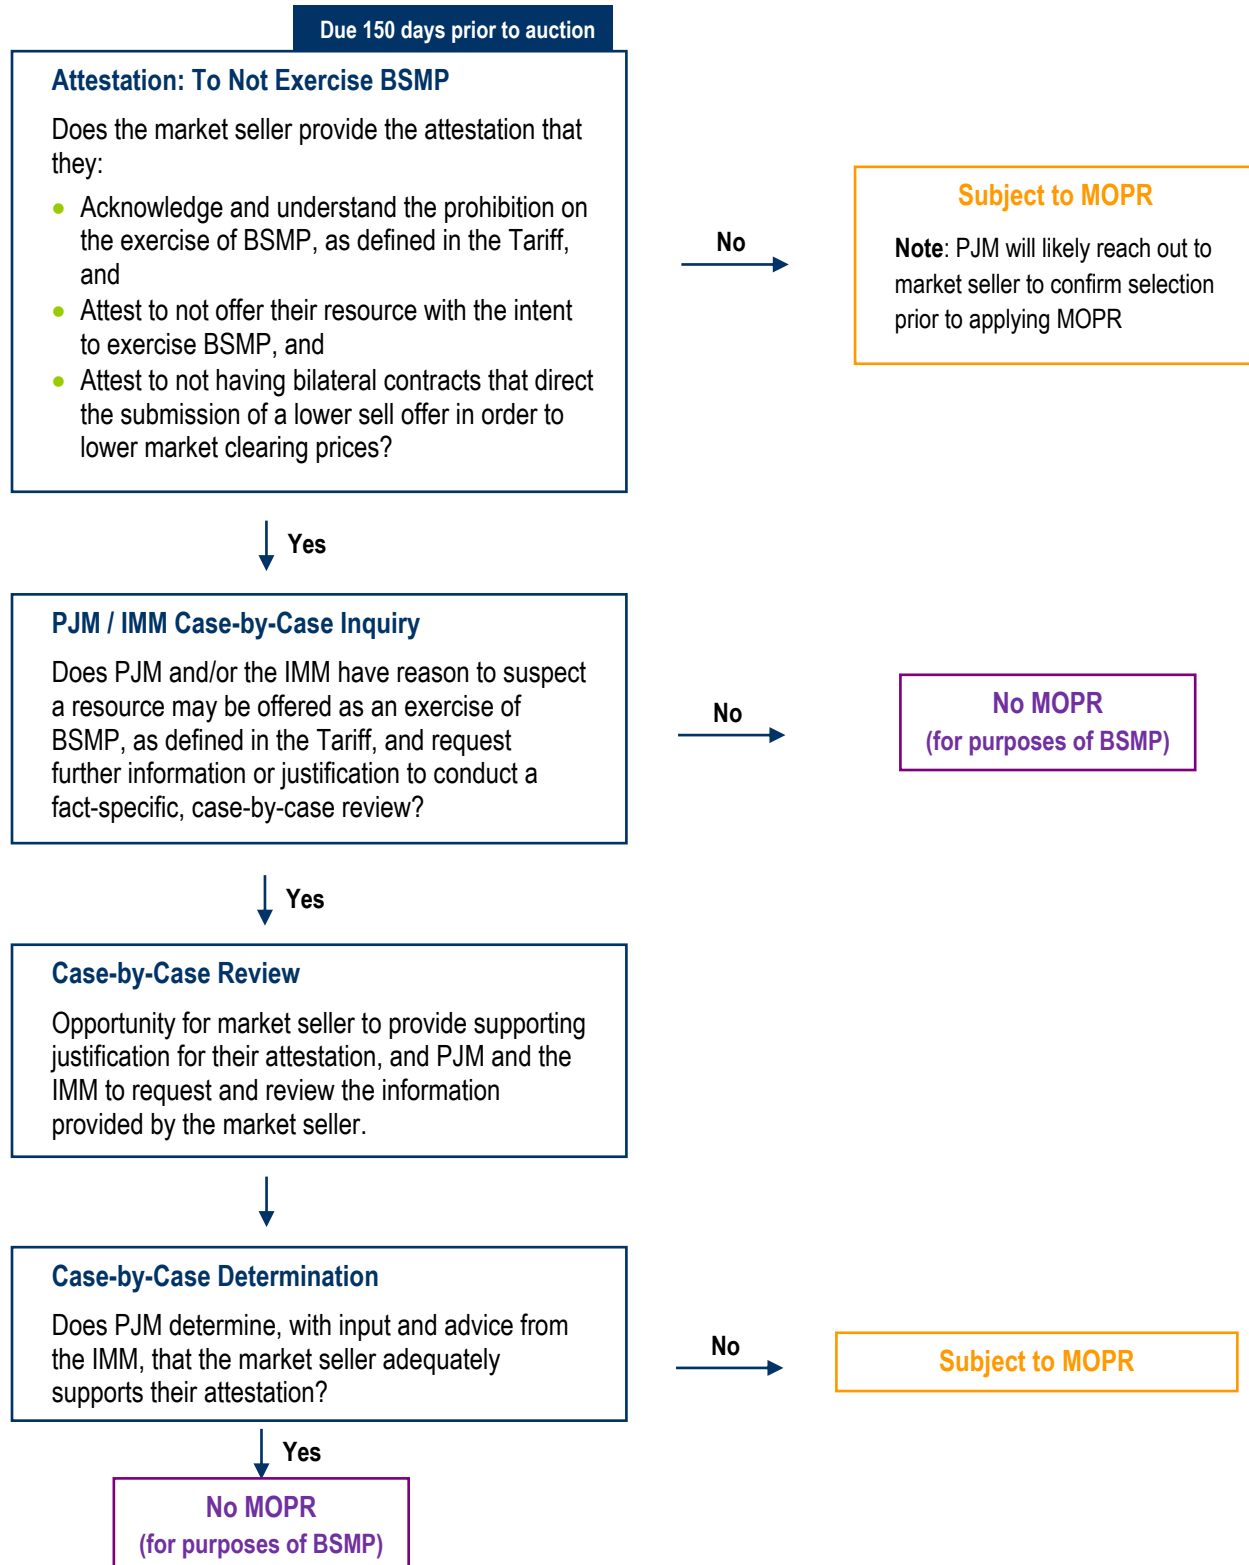 Due 150 days prior to auction
Attestation: To Not Exercise BSMP
Does the market seller provide the attestation that
they:
• Acknowledge and understand the prohibition on
the exercise of BSMP, as defined in the Tariff,
and
• Attest to not offer their resource with the intent
to exercise BSMP, and
• Attest to not having bilateral contracts that direct
the submission of a lower sell offer in order to
lower market clearing prices?
No
Subject to MOPR
Note: PJM will likely reach out to
market seller to confirm selection
prior to applying MOPR
Yes
PJM / IMM Case-by-Case Inquiry
Does PJM and/or the IMM have reason to suspect
a resource may be offered as an exercise of
BSMP, as defined in the Tariff, and request
further information or justification to conduct a
fact-specific, case-by-case review?
No
No MOPR
(for purposes of BSMP)
Yes
Case-by-Case Review
Opportunity for market seller to provide supporting
justification for their attestation, and PJM and the
IMM to request and review the information
provided by the market seller.
Case-by-Case Determination
Does PJM determine, with input and advice from
the IMM, that the market seller adequately
supports their attestation?
No
Subject to MOPR
Yes
No MOPR
(for purposes of BSMP)